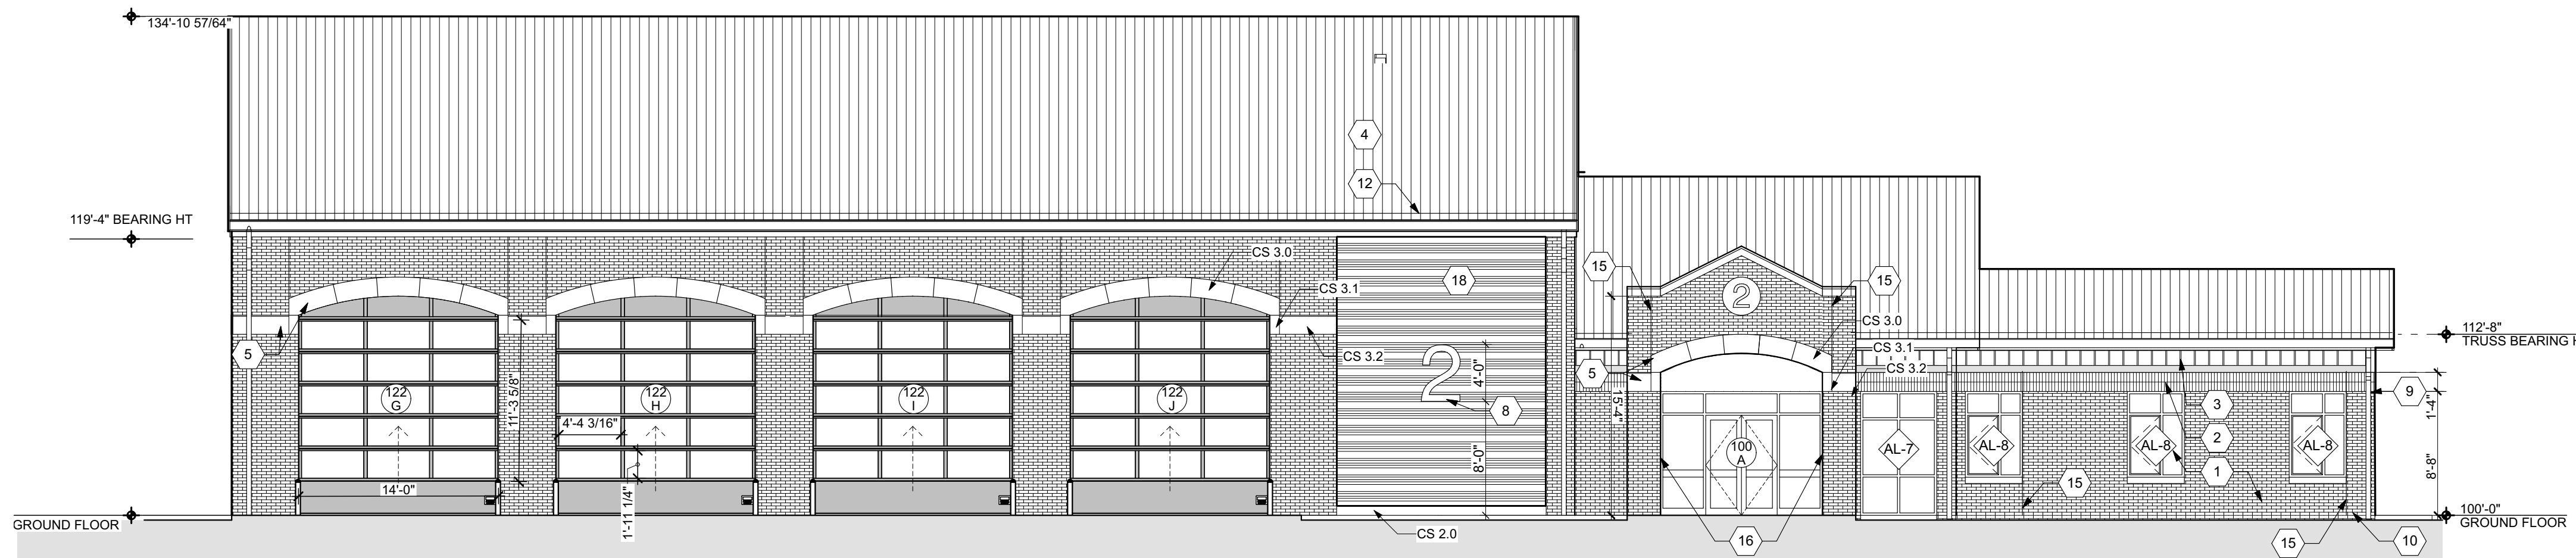 134'-10 57/64"
4
12
119'-4" BEARING HT
CS 3.0
15
15
18
2
CS 3.1
CS 3.0
5
CS 3.2
CS 3.1
CS 3.2
112'-8"
TRUSS BEARING H
5
2
4'-0"
8
15'-4"
122
G
122
H
122
I
122
J
11'-3 5/8"
4'-4 3/16"
14'-0"
1'-11 1/4"
8'-0"
100
A
AL-7
AL-8
AL-8
AL-8
9
3
2
1
1'-4"
8'-8"
15
GROUND FLOOR
CS 2.0
16
15
10
100'-0"
GROUND FLOOR